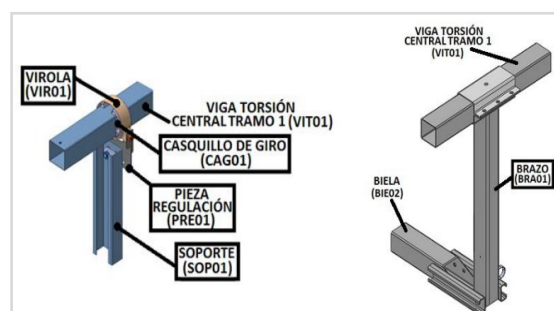 VIROLA
(VIR01)
VIGA TORSIÓN
CENTRAL TRAMO 1 (VIT01)
CASQUILLO DE GIRO
(CAG01)
PIEZA
REGULACIÓN
(PRE01)
SOPORTE
(SOP01)
VIGA TORSIÓN
CENTRAL TRAMO 1
(VIT01)
BRAZO
(BRA01)
BIELA
(BIE02)